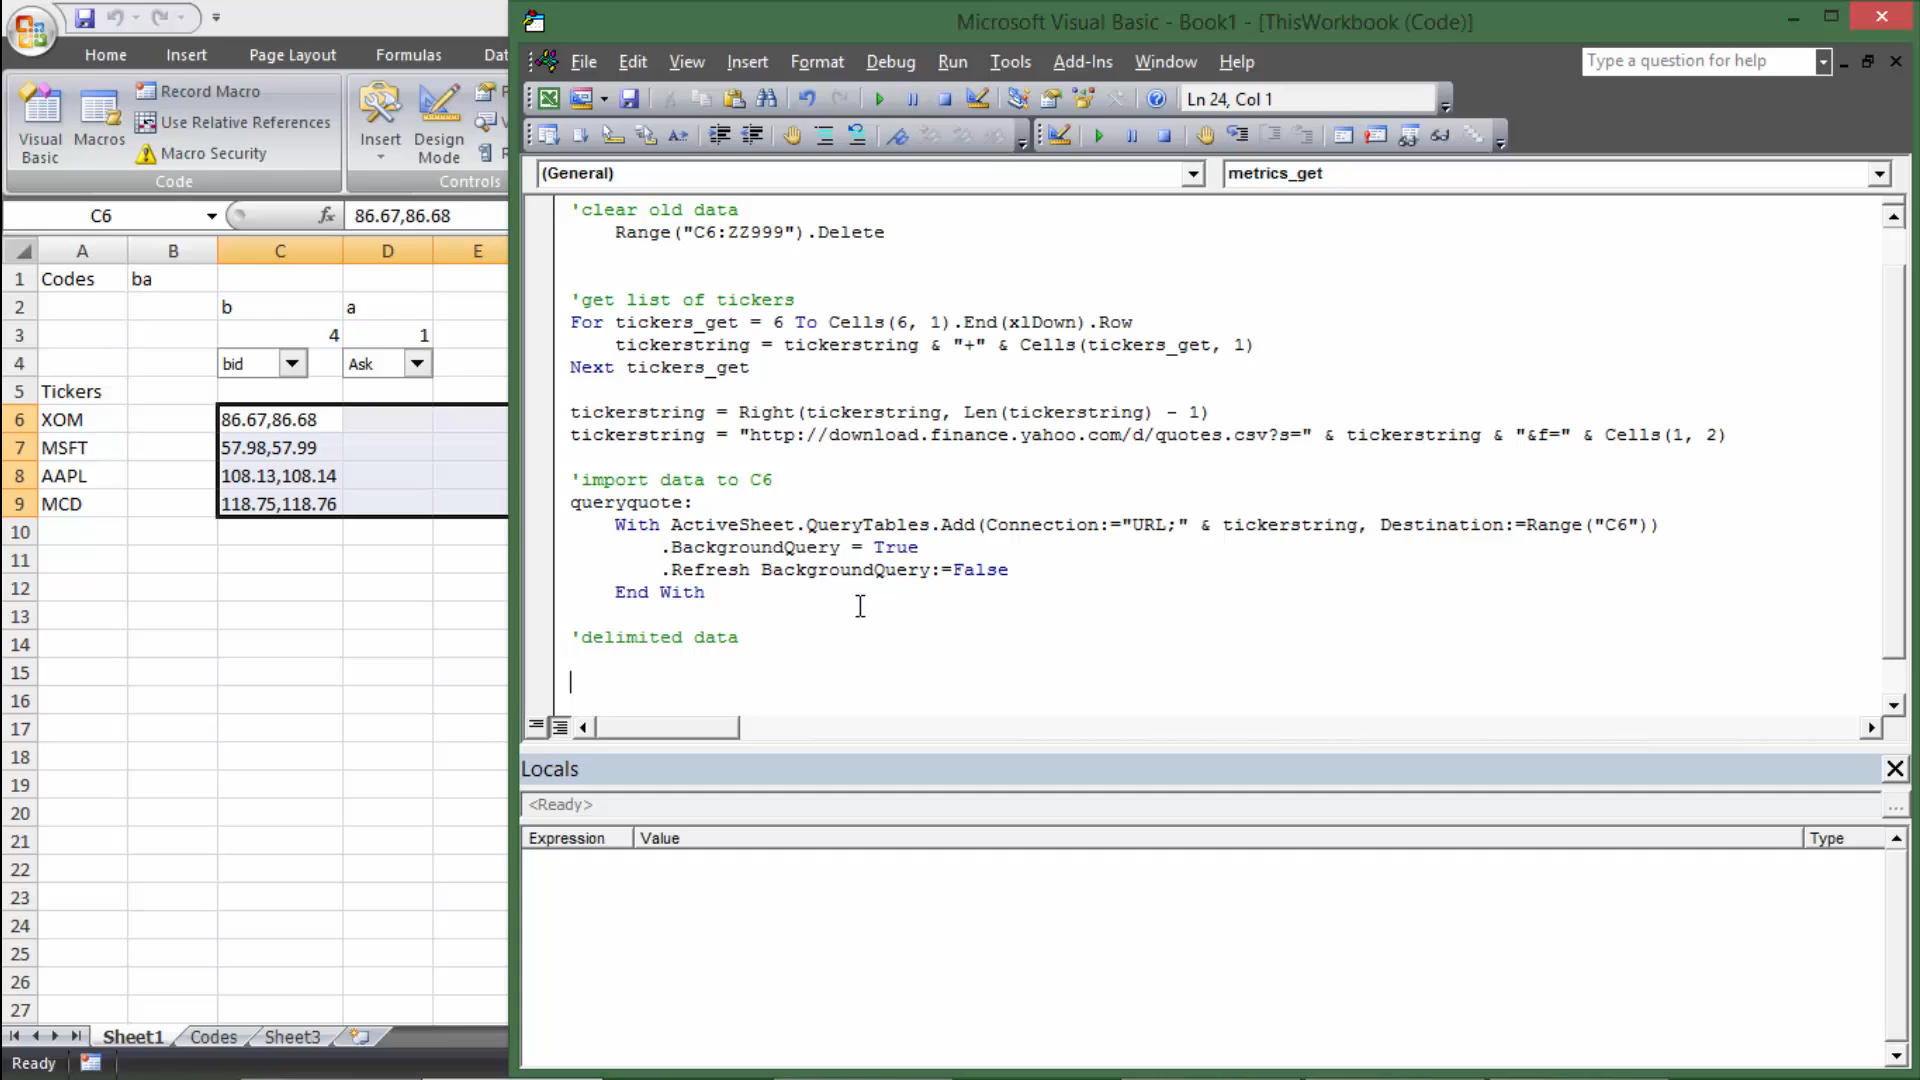 Microsoft Visual Basic - Book1 - [ThisWorkbook (Code)]
Home Insert Page Layout Formulas Dat
File Edit View Insert Format Debug Run Tools Add-Ins Window Help
Type a question for help
Record Macro
Use Relative References
Macro Security
Visual Basic
Macros
Code
Insert
Design Mode
Controls
Ln 24, Col 1
(General)
metrics_get
C6
86.67,86.68
A B C D E
1 Codes ba
2 b a
3 4 1
4 bid Ask
5 Tickers
6 XOM 86.67,86.68
7 MSFT 57.98,57.99
8 AAPL 108.13,108.14
9 MCD 118.75,118.76
10
11
12
13
14
15
16
17
18
19
20
21
22
23
24
25
26
27
Sheet1 Codes Sheet3
Ready
'clear old data
Range("C6:ZZ999").Delete
'get list of tickers
For tickers_get = 6 To Cells(6, 1).End(xlDown).Row
tickerstring = tickerstring & "+" & Cells(tickers_get, 1)
Next tickers_get
tickerstring = Right(tickerstring, Len(tickerstring) - 1)
tickerstring = "http://download.finance.yahoo.com/d/quotes.csv?s=" & tickerstring & "&f=" & Cells(1, 2)
'import data to C6
queryquote:
With ActiveSheet.QueryTables.Add(Connection:="URL;" & tickerstring, Destination:=Range("C6"))
.BackgroundQuery = True
.Refresh BackgroundQuery:=False
End With
'delimited data
Locals
<Ready>
Expression Value Type